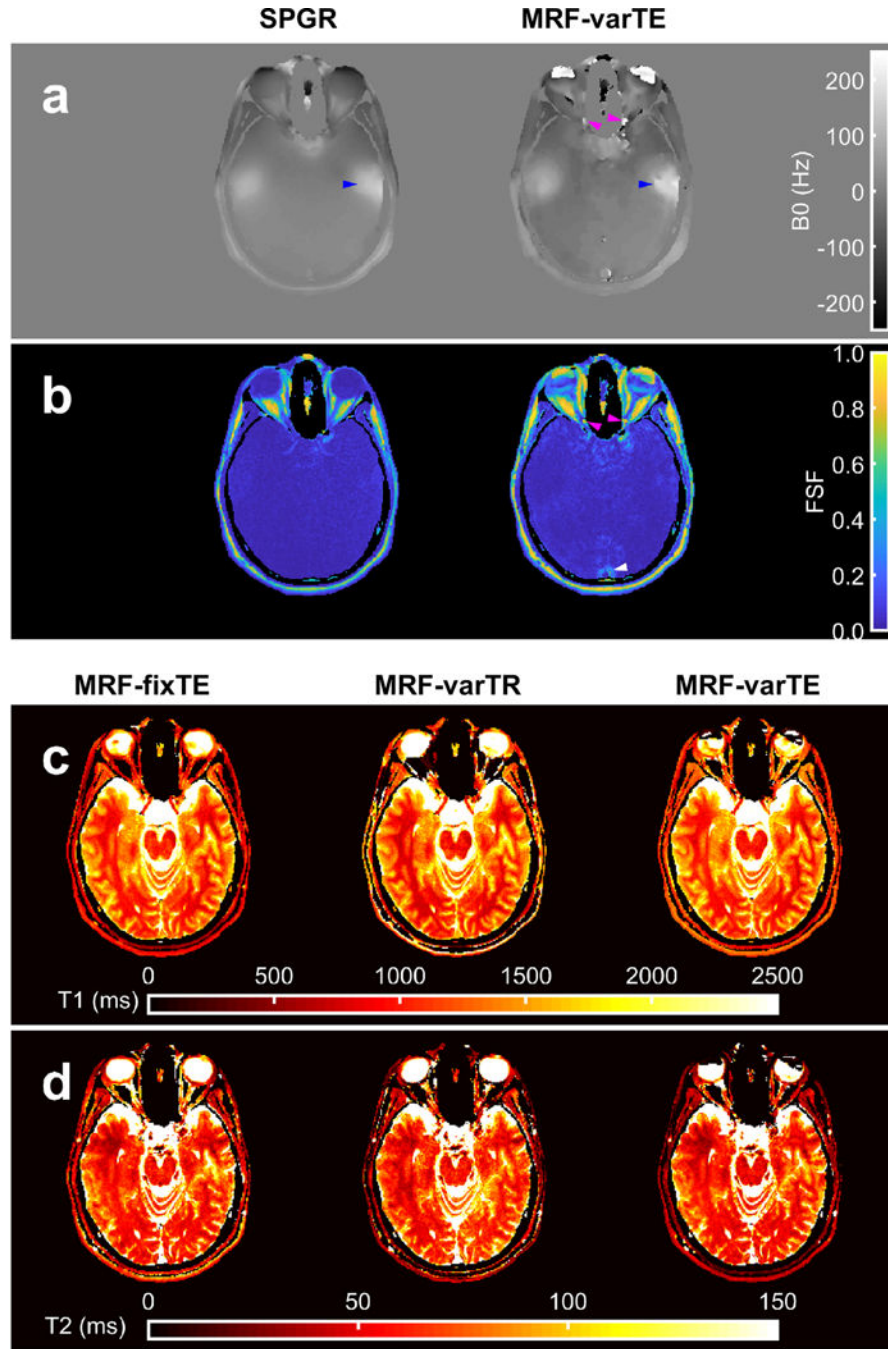 SPGR MRF-varTE
a
200
100
0
-100
-200
B0 (Hz)
b
1.0
0.8
0.6
0.4
0.2
0.0
FSF
MRF-fixTE MRF-varTR MRF-varTE
c
0 500 1000 1500 2000 2500
T1 (ms)
d
0 50 100 150
T2 (ms)